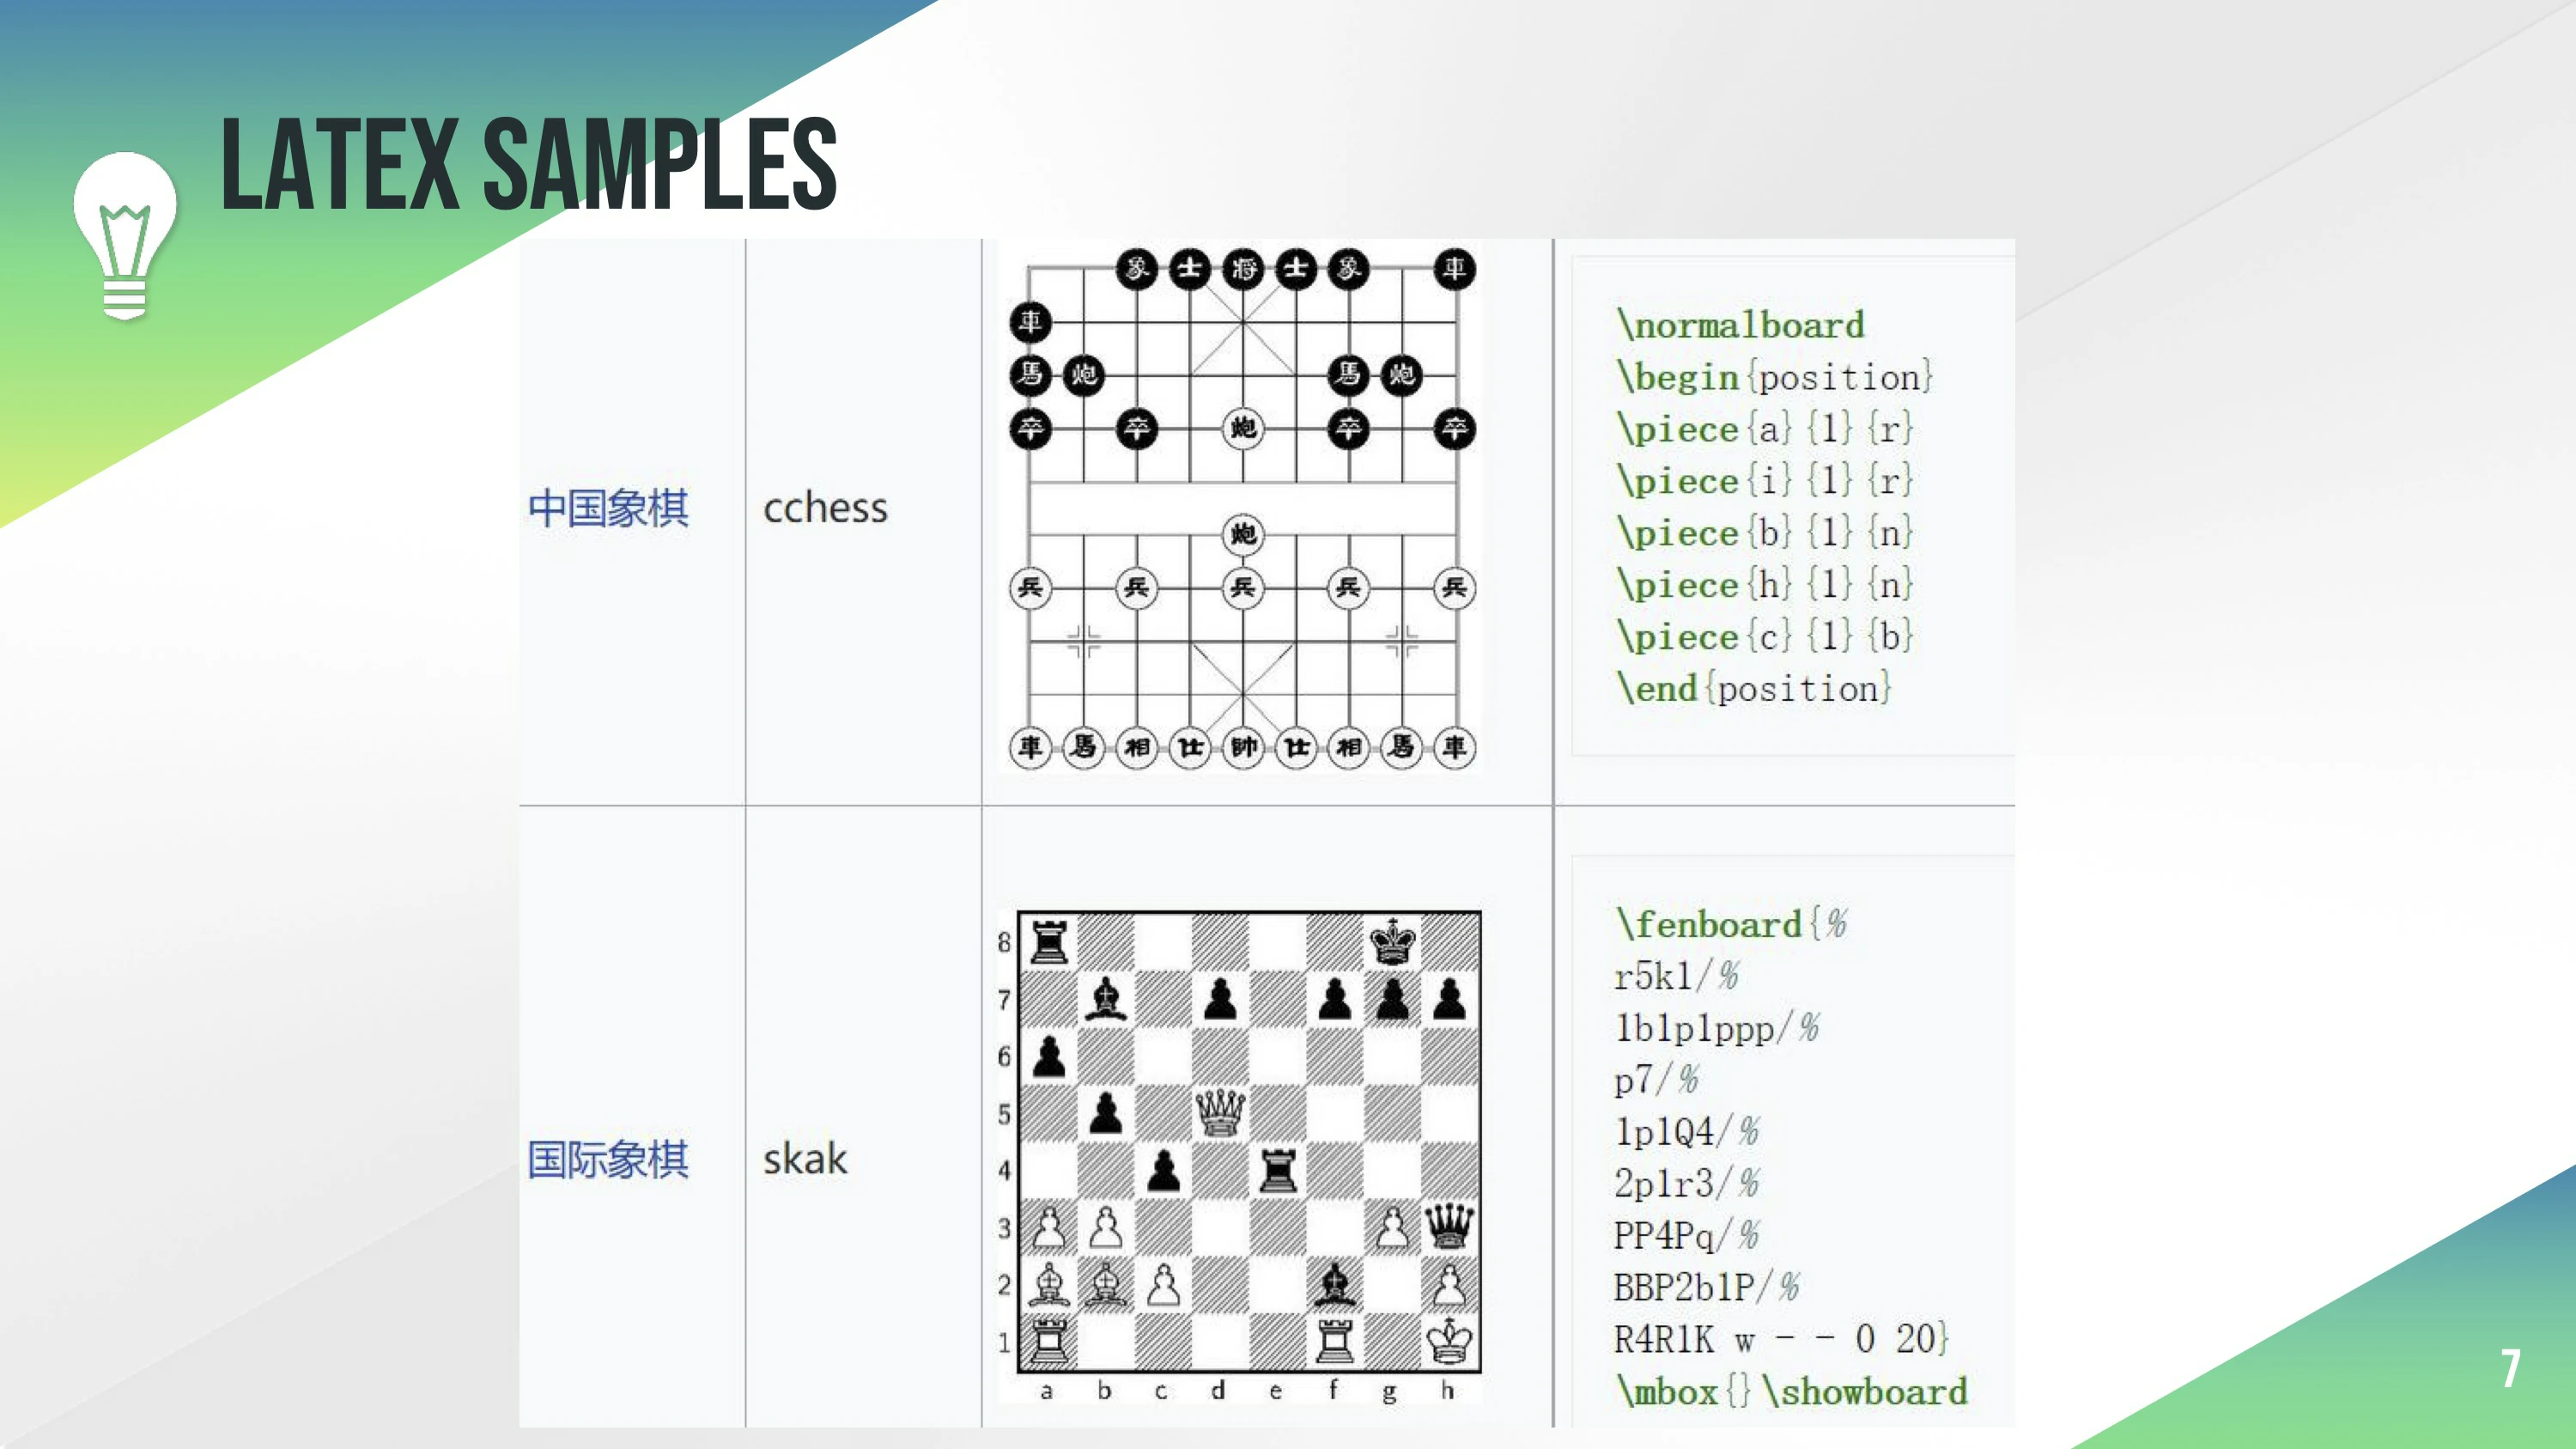 LATEX SAMPLES
中国象棋
cchess
象士将士象車
車
馬炮馬炮
卒卒炮卒卒
炮
兵兵兵兵兵
車馬相仕帥仕相馬車
\normalboard
\begin{position}
\piece{a}{1}{r}
\piece{i}{1}{r}
\piece{b}{1}{n}
\piece{h}{1}{n}
\piece{c}{1}{b}
\end{position}
国际象棋
skak
8
7
6
5
4
3
2
1
a b c d e f g h
\fenboard{%
r5k1/%
1b1p1ppp/%
p7/%
1p1Q4/%
2p1r3/%
PP4Pq/%
BBP2b1P/%
R4R1K w - - 0 20}
\mbox{}\showboard
7